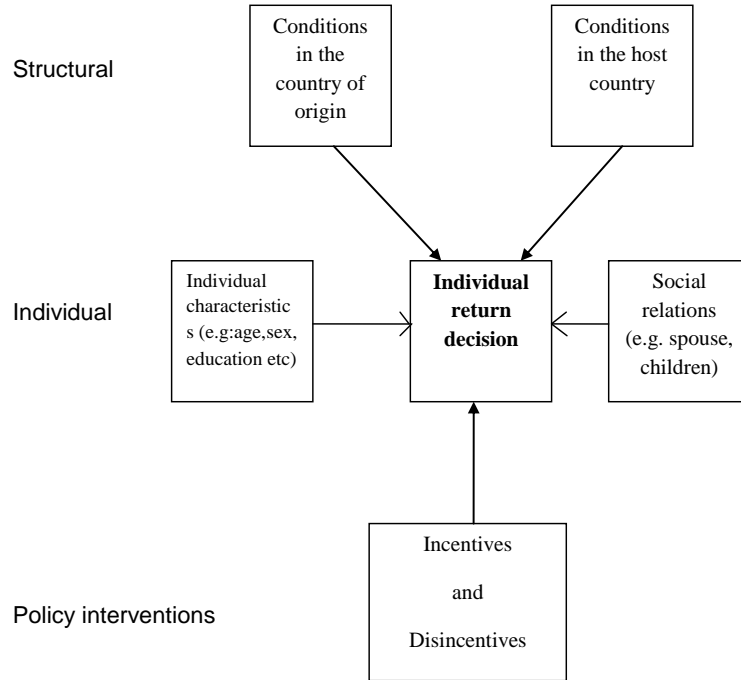 Structural
Conditions
in the
country of
origin
Conditions
in the host
country
Individual
Individual
characteristic
s (e.g:age,sex,
education etc)
Individual
return
decision
Social
relations
(e.g. spouse,
children)
Policy interventions
Incentives
and
Disincentives